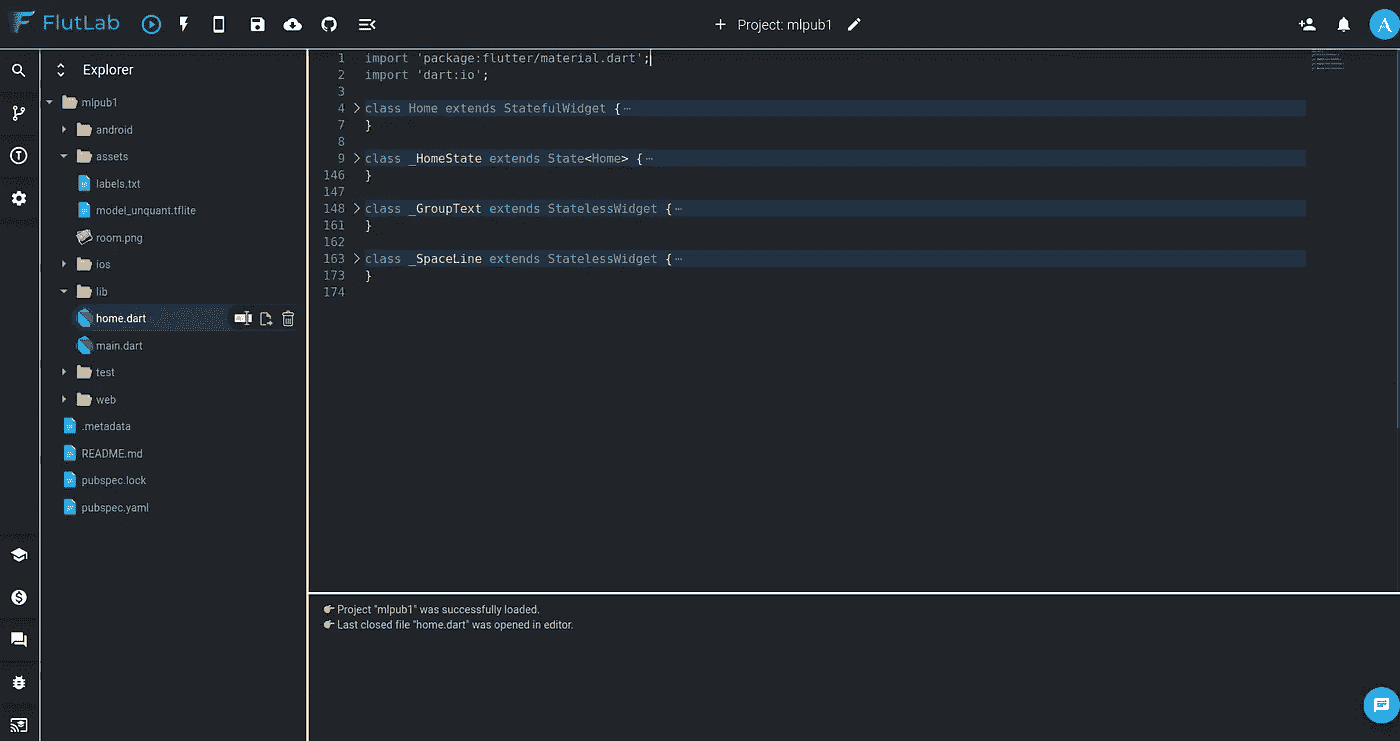 FlutLab
Project: mlpub1
A
Explorer
mlpub1
android
assets
labels.txt
model_unquant.tflite
room.png
ios
lib
home.dart
main.dart
test
web
.metadata
README.md
pubspec.lock
pubspec.yaml
1 import 'package:flutter/material.dart';
2 import 'dart:io';
3
4 class Home extends StatefulWidget {⋯
7 }
8
9 class _HomeState extends State<Home> {⋯
146 }
147
148 class _GroupText extends StatelessWidget {⋯
161 }
162
163 class _SpaceLine extends StatelessWidget {⋯
173 }
174
Project "mlpub1" was successfully loaded.
Last closed file "home.dart" was opened in editor.